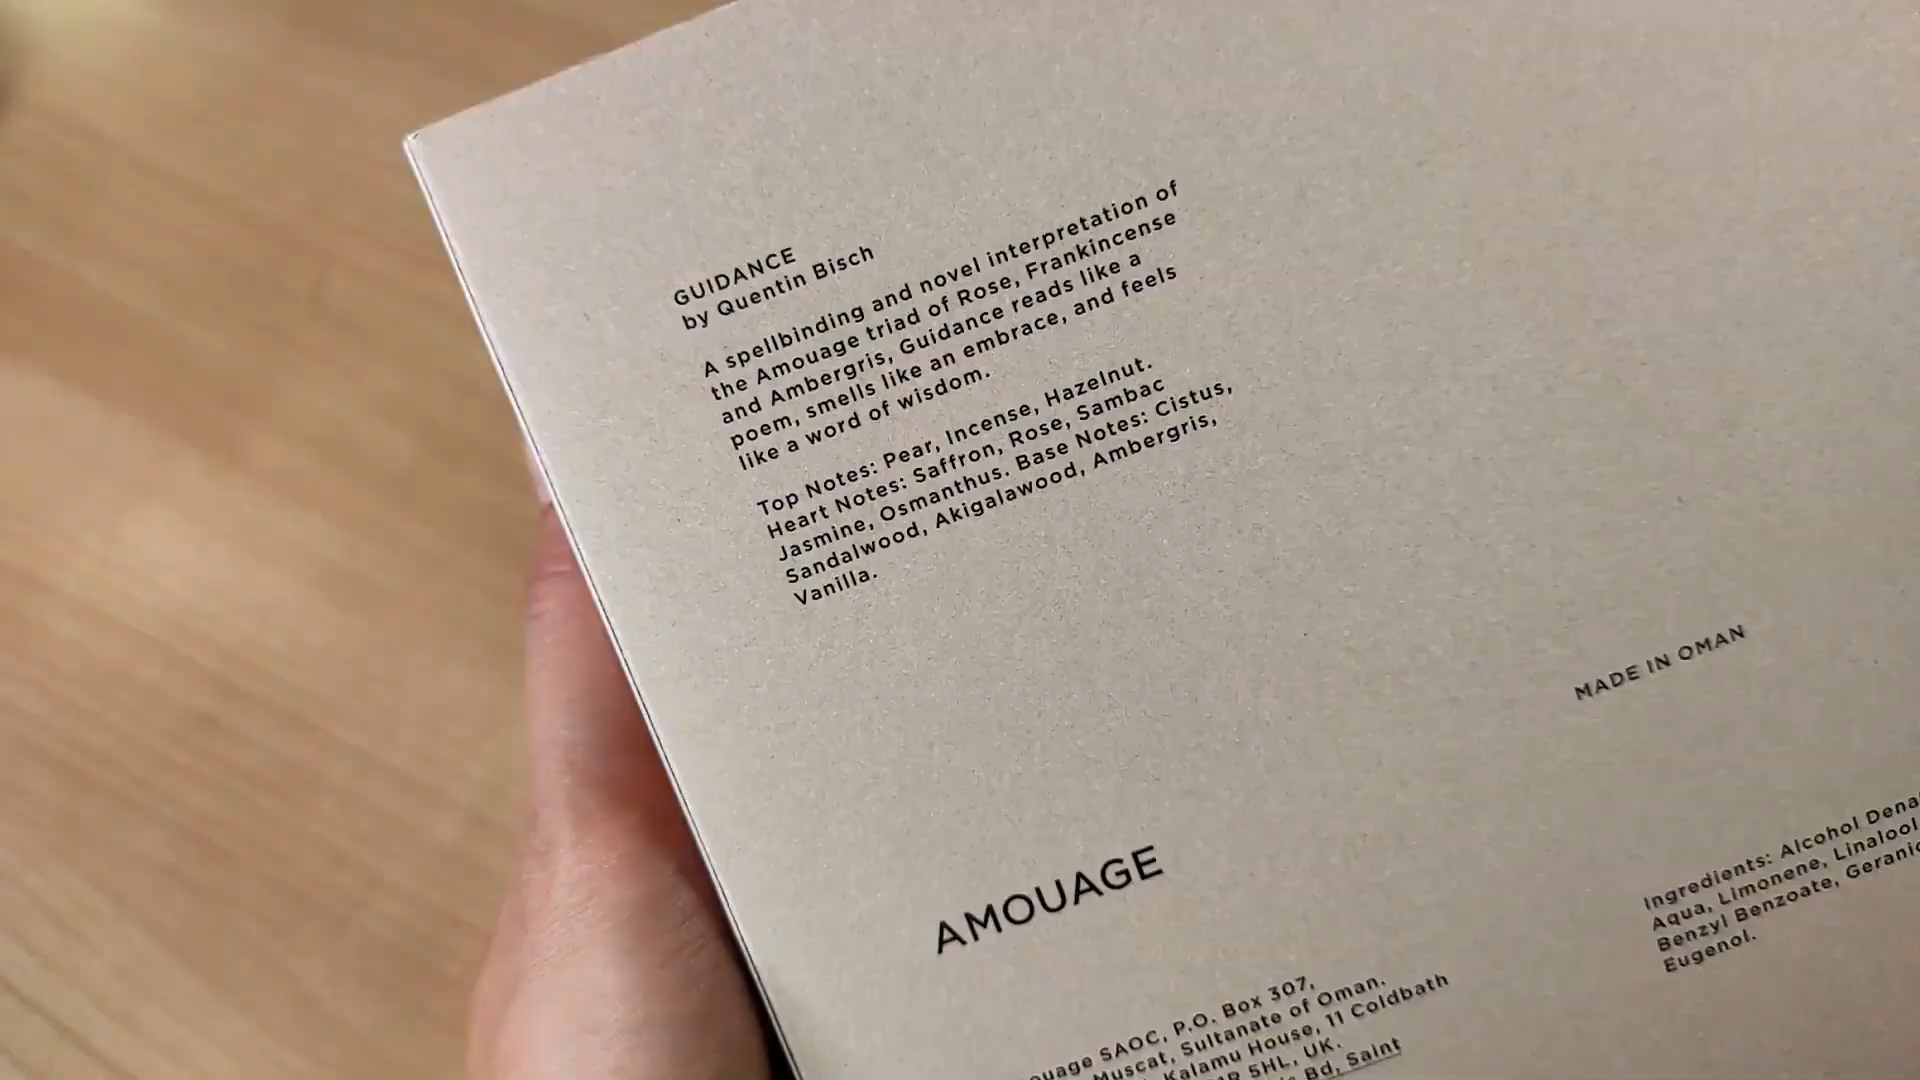 GUIDANCE
by Quentin Bisch
A spellbinding and novel interpretation of
the Amouage triad of Rose, Frankincense
and Ambergris, Guidance reads like a
poem, smells like an embrace, and feels
like a word of wisdom.
Top Notes: Pear, Incense, Hazelnut.
Heart Notes: Saffron, Rose, Sambac
Jasmine, Osmanthus. Base Notes: Cistus,
Sandalwood, Akigalawood, Ambergris,
Vanilla.
MADE IN OMAN
AMOUAGE
Ingredients: Alcohol
Aqua, Limonene, Linalool
Benzyl Benzoate,
Eugenol.
SAOC, P.O. Box 307,
Muscat, Sultanate of Oman.
Kalamu House, 11 Coldbath
5HL, UK.
Bd, Saint